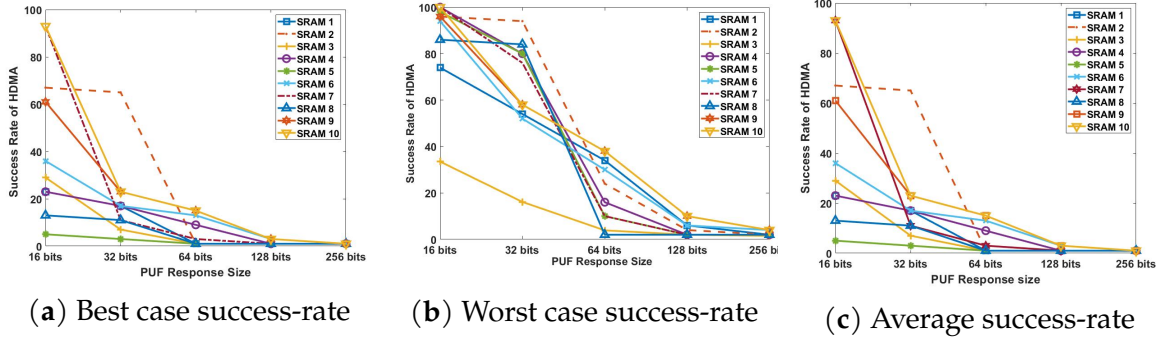 100
80
60
40
20
0
Success Rate of HDMA
16 bits
32 bits
64 bits
128 bits
256 bits
PUF Response Size
SRAM 1
SRAM 2
SRAM 3
SRAM 4
SRAM 5
SRAM 6
SRAM 7
SRAM 8
SRAM 9
SRAM 10
(a) Best case success-rate
100
80
60
40
20
0
Success Rate of HDMA
16 bits
32 bits
64 bits
128 bits
256 bi
PUF Response Size
SRAM 1
SRAM 2
SRAM 3
SRAM 4
SRAM 5
SRAM 6
SRAM 7
SRAM 8
SRAM 9
SRAM 10
(b) Worst case success-rate
100
80
60
40
20
0
Success Rate of HDMA
16 bits
32 bits
64 bits
128 bits
256 bits
PUF Response size
SRAM 1
SRAM 2
SRAM 3
SRAM 4
SRAM 5
SRAM 6
SRAM 7
SRAM 8
SRAM 9
SRAM 10
(c) Average success-rate